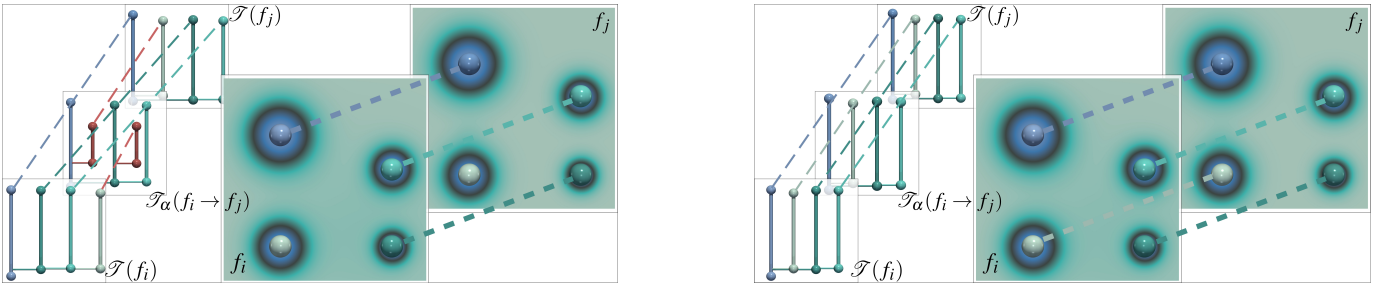 𝒯(f_j)
f_j
𝒯_α(f_i → f_j)
f_i
𝒯(f_i)
𝒯(f_j)
f_j
𝒯_α(f_i → f_j)
f_i
𝒯(f_i)